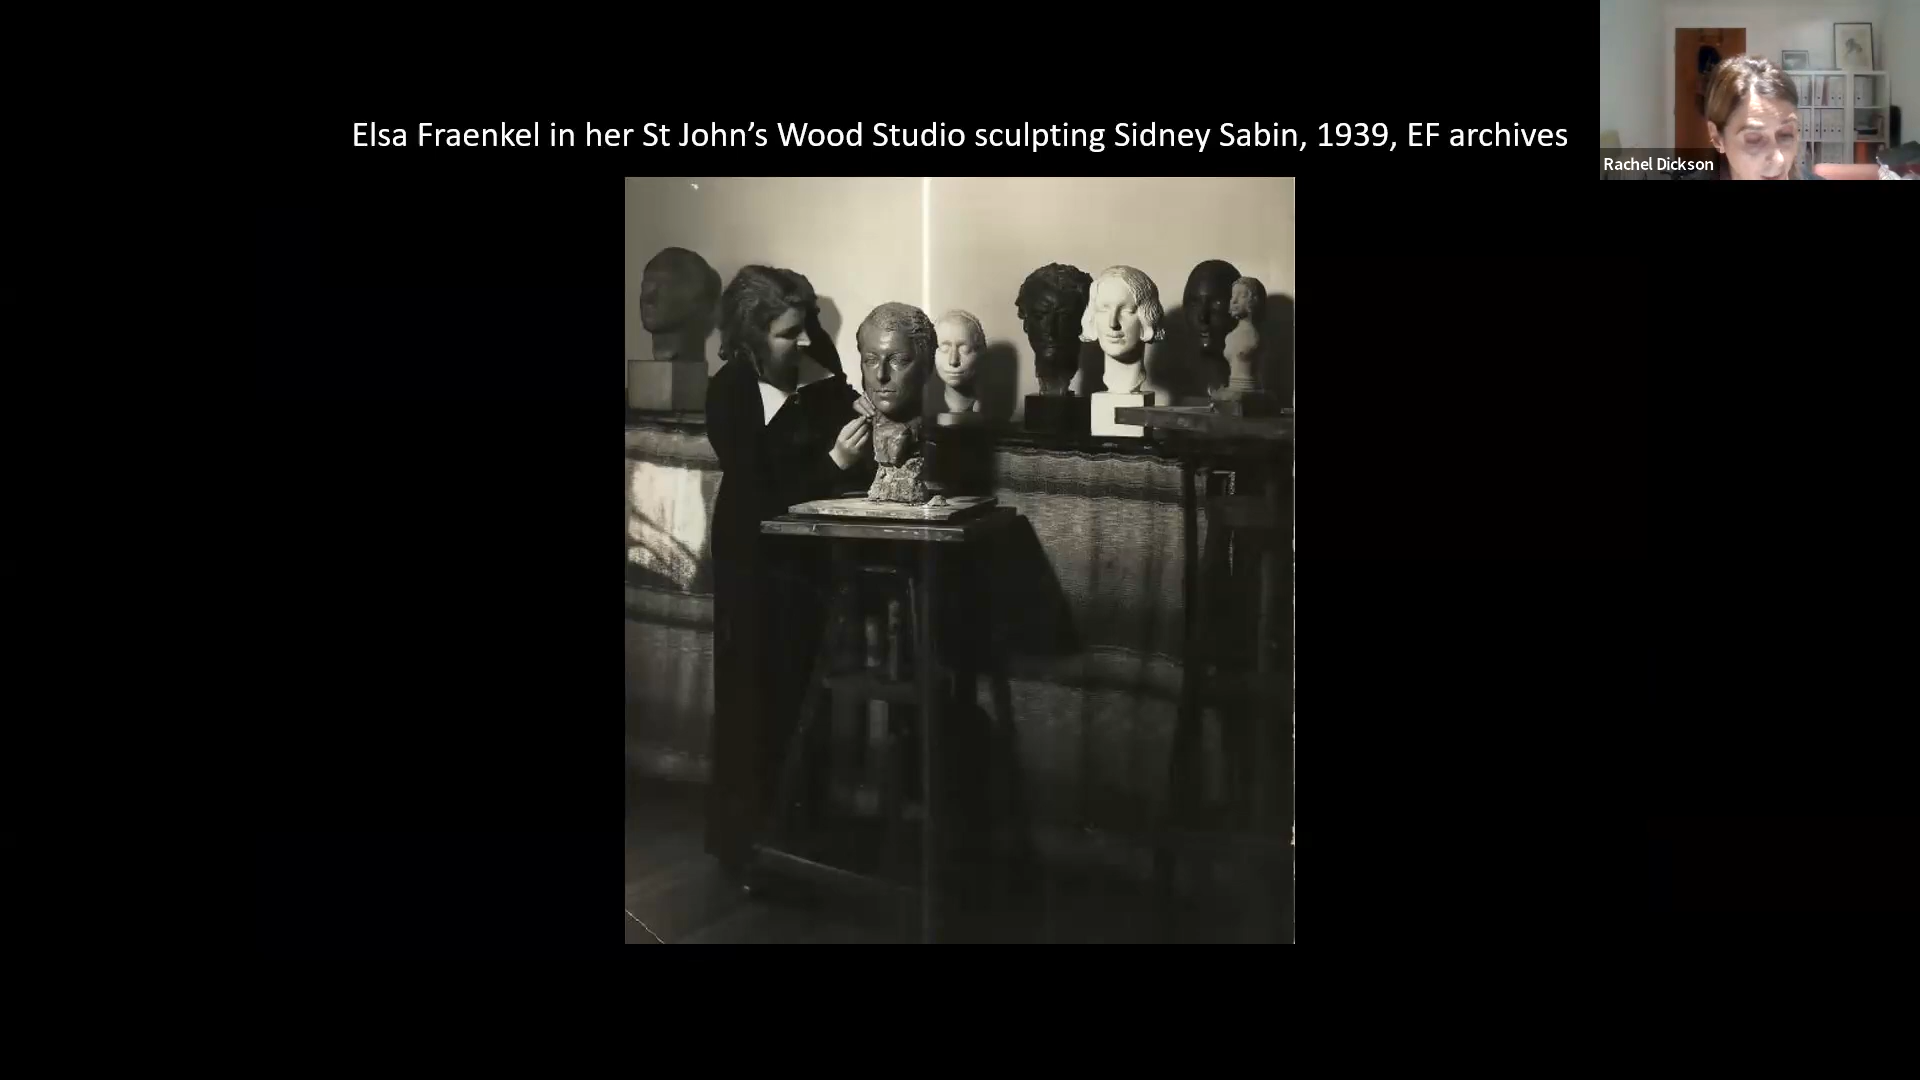 Elsa Fraenkel in her St John’s Wood Studio sculpting Sidney Sabin, 1939, EF archives
Rachel Dickson